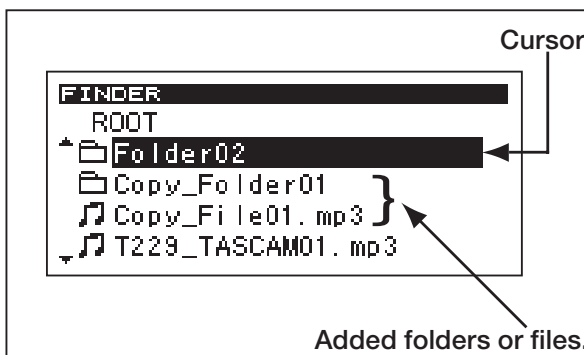 Cursor
FINDER
ROOT
Folder02
Copy_Folder01
Copy_File01.mp3
T229_TASCAM01.mp3
Added folders or files.